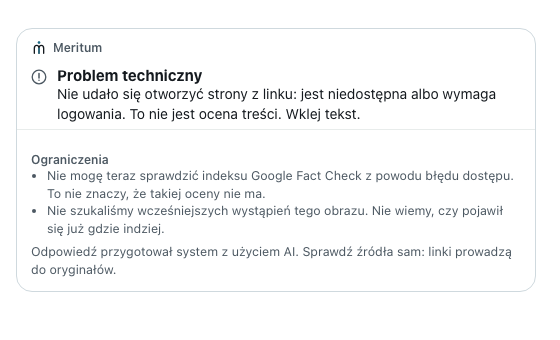 Meritum
Problem techniczny
Nie udało się otworzyć strony z linku: jest niedostępna albo wymaga
logowania. To nie jest ocena treści. Wklej tekst.
Ograniczenia
• Nie mogę teraz sprawdzić indeksu Google Fact Check z powodu błędu dostępu.
To nie znaczy, że takiej oceny nie ma.
• Nie szukaliśmy wcześniejszych wystąpień tego obrazu. Nie wiemy, czy pojawił
się już gdzie indziej.
Odpowiedź przygotował system z użyciem AI. Sprawdź źródła sam: linki prowadzą
do oryginałów.